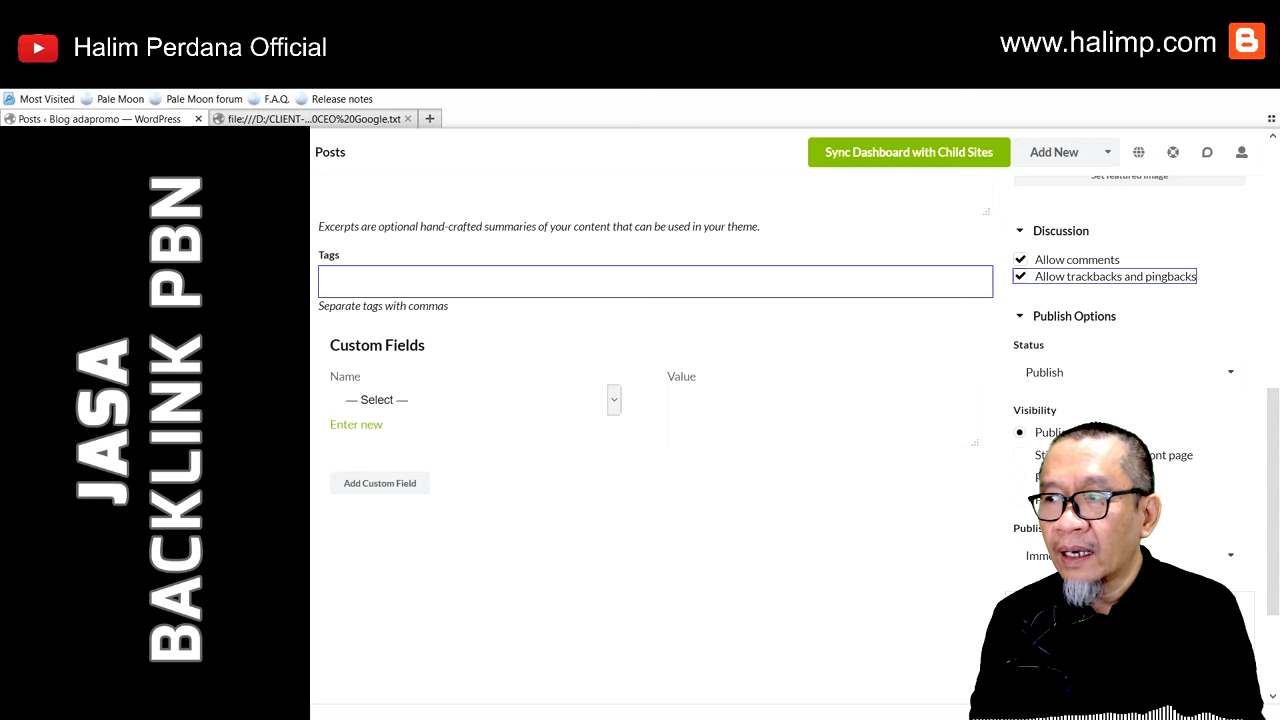 Halim Perdana Official
www.halimp.com
Most Visited Pale Moon Pale Moon forum F.A.Q. Release notes
Posts ‹ Blog adapromo — WordPress
file:///D:/CLIENT-...0CEO%20Google.txt
JASA
BACKLINK PBN
Posts
Sync Dashboard with Child Sites
Add New
Set featured image
Excerpts are optional hand-crafted summaries of your content that can be used in your theme.
Tags
Separate tags with commas
Custom Fields
Name
Value
— Select —
Enter new
Add Custom Field
Discussion
Allow comments
Allow trackbacks and pingbacks
Publish Options
Status
Publish
Visibility
ont page